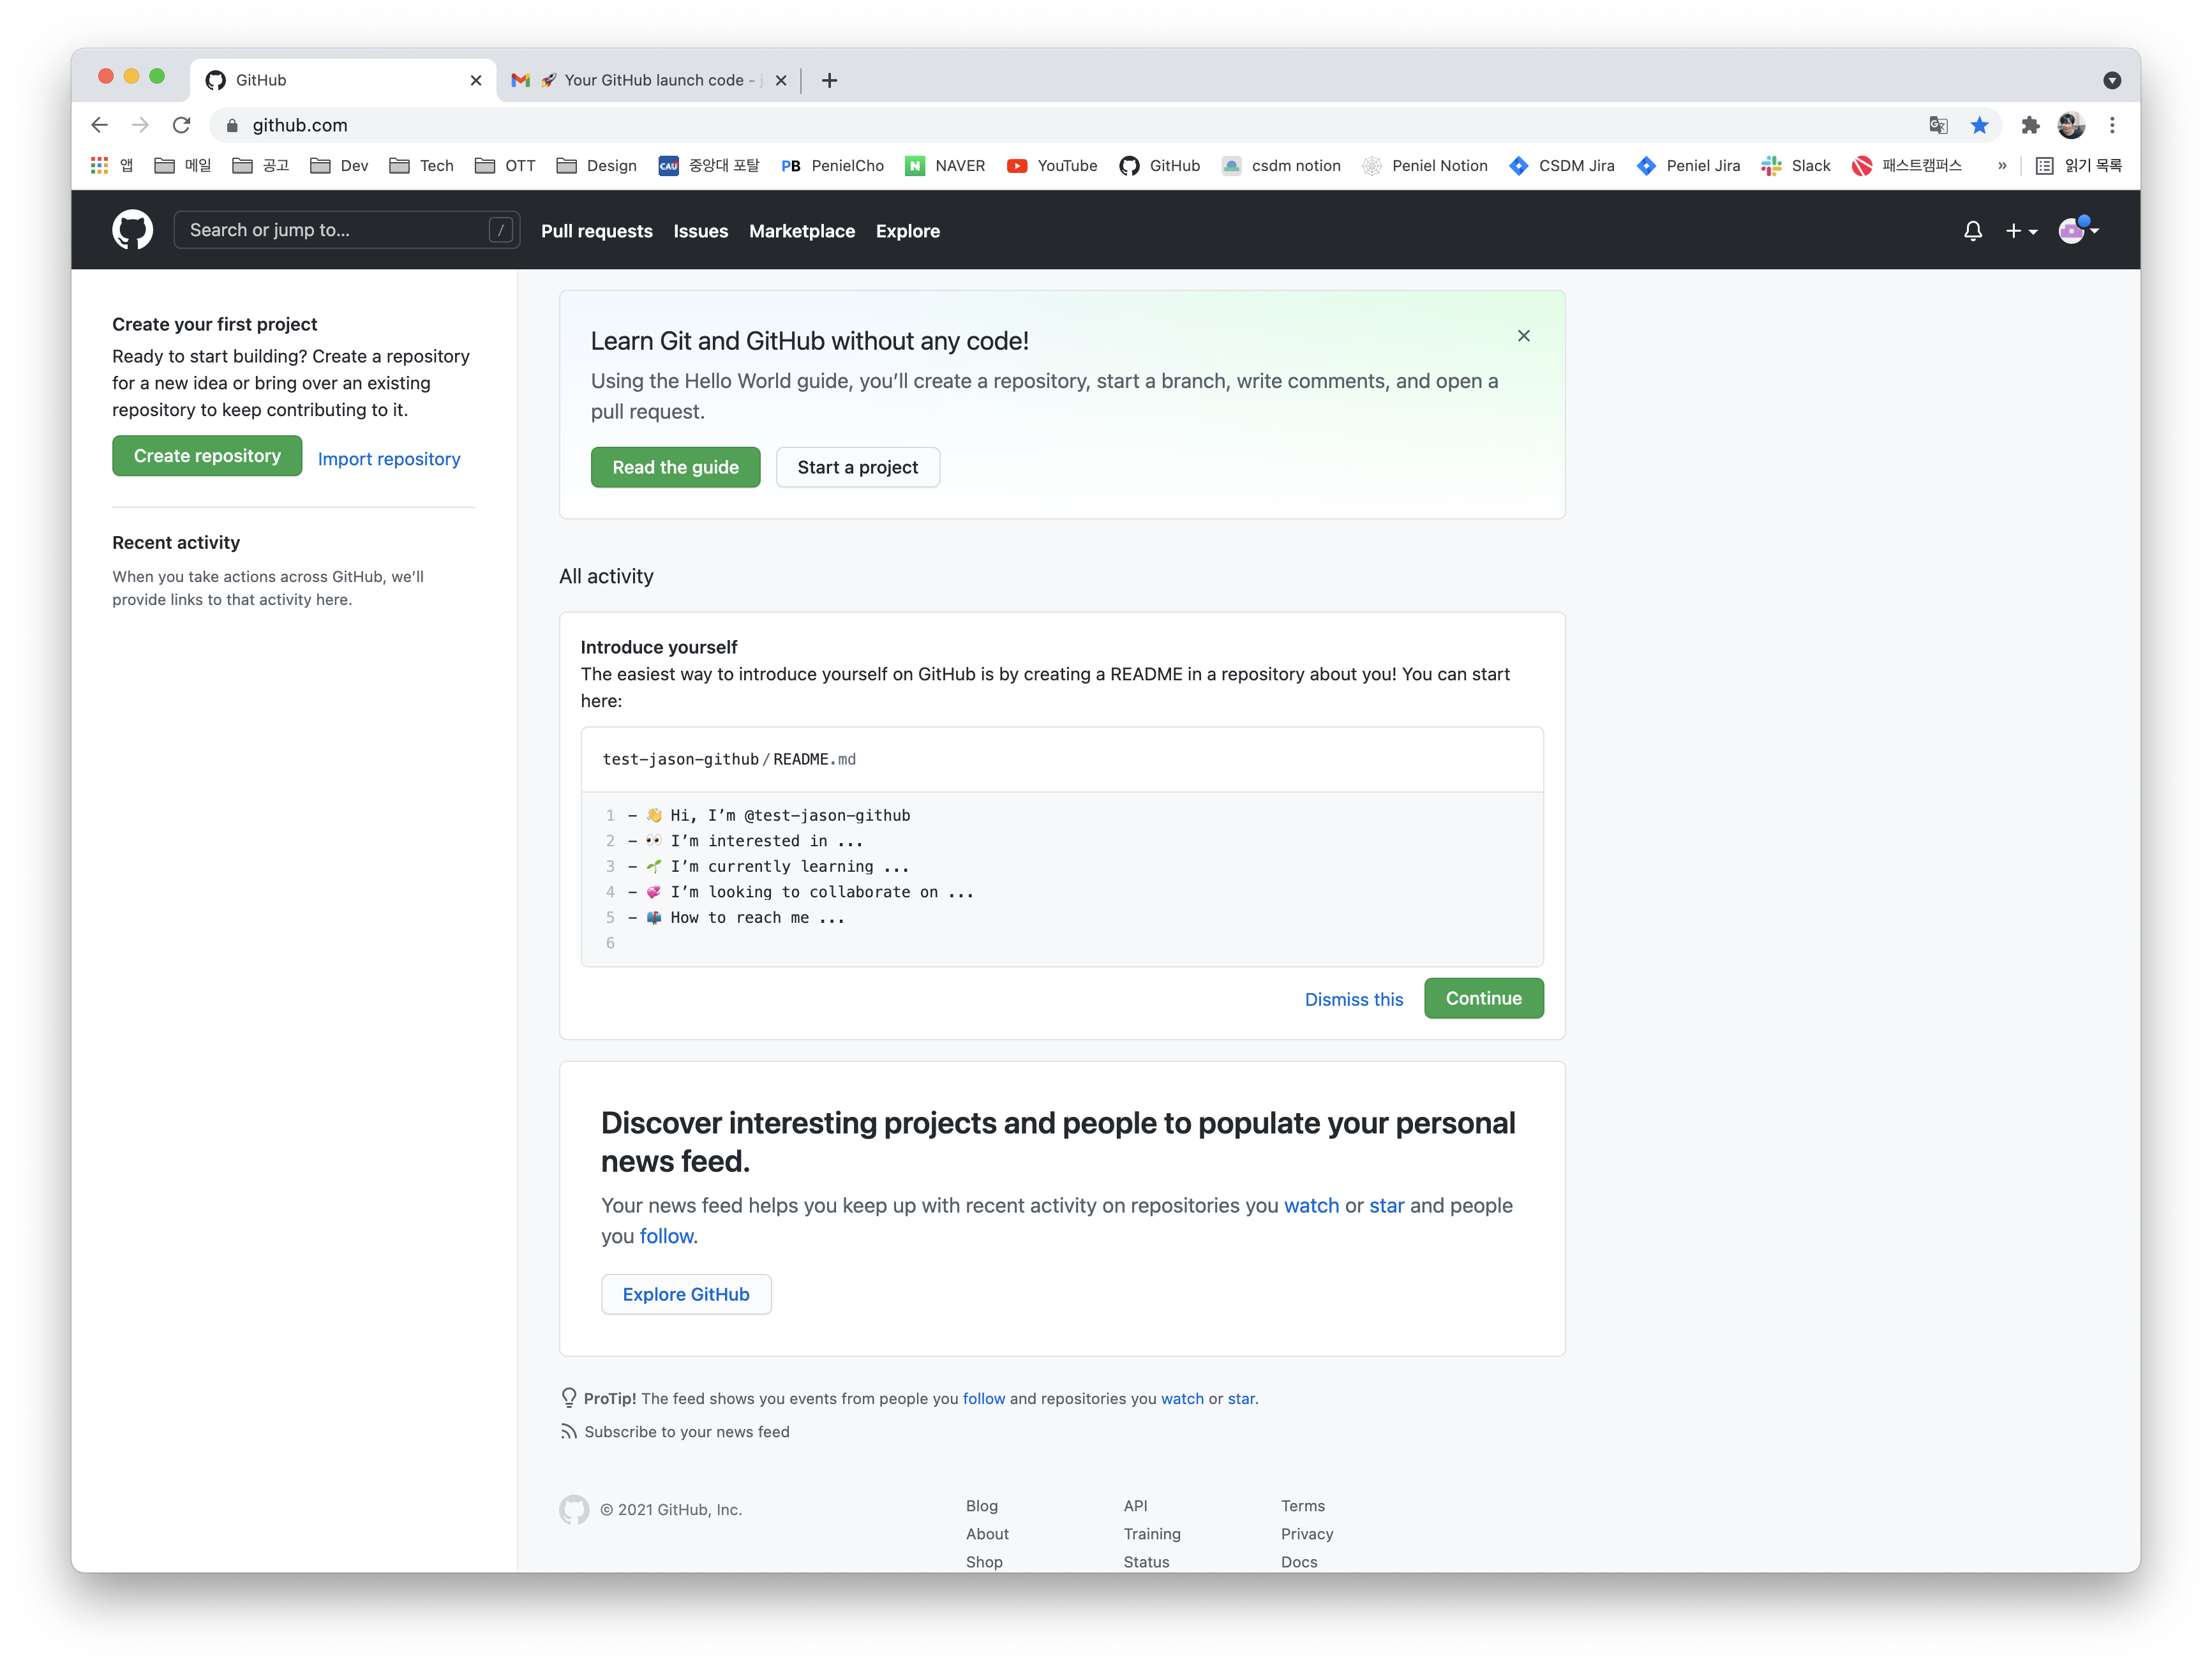 GitHub
🚀 Your GitHub launch code -
github.com
앱 메일 공고 Dev Tech OTT Design CAU 중앙대 포탈 PB PenielCho N NAVER YouTube GitHub csdm notion Peniel Notion CSDM Jira Peniel Jira Slack 패스트캠퍼스 » 읽기 목록
Search or jump to... / Pull requests Issues Marketplace Explore
Create your first project
Ready to start building? Create a repository
for a new idea or bring over an existing
repository to keep contributing to it.
Create repository Import repository
Recent activity
When you take actions across GitHub, we’ll
provide links to that activity here.
Learn Git and GitHub without any code!
Using the Hello World guide, you’ll create a repository, start a branch, write comments, and open a
pull request.
Read the guide Start a project
All activity
Introduce yourself
The easiest way to introduce yourself on GitHub is by creating a README in a repository about you! You can start
here:
test-jason-github/README.md
1 - 👋 Hi, I’m @test-jason-github
2 - 👀 I’m interested in ...
3 - 🌱 I’m currently learning ...
4 - 💞️ I’m looking to collaborate on ...
5 - 📫 How to reach me ...
6
Dismiss this Continue
Discover interesting projects and people to populate your personal
news feed.
Your news feed helps you keep up with recent activity on repositories you watch or star and people
you follow.
Explore GitHub
ProTip! The feed shows you events from people you follow and repositories you watch or star.
Subscribe to your news feed
© 2021 GitHub, Inc.
Blog API Terms
About Training Privacy
Shop Status Docs